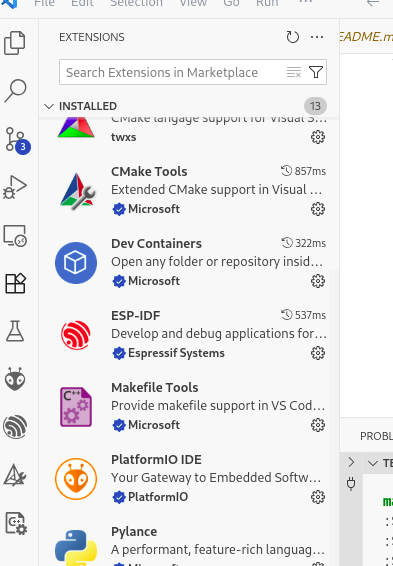 File Edit Selection View Go Run
EXTENSIONS
README.m
Search Extensions in Marketplace
INSTALLED 13
CMake langage support for Visual S...
twxs
CMake Tools 857ms
Extended CMake support in Visual ...
Microsoft
3
Dev Containers 322ms
Open any folder or repository insid...
Microsoft
ESP-IDF 537ms
Develop and debug applications for...
Espressif Systems
Makefile Tools
C++
Provide makefile support in VS Cod...
Microsoft
PROBL
PlatformIO IDE
TE
Your Gateway to Embedded Softw...
PlatformIO
ma
Pylance
A performant, feature-rich languag...
Microsoft